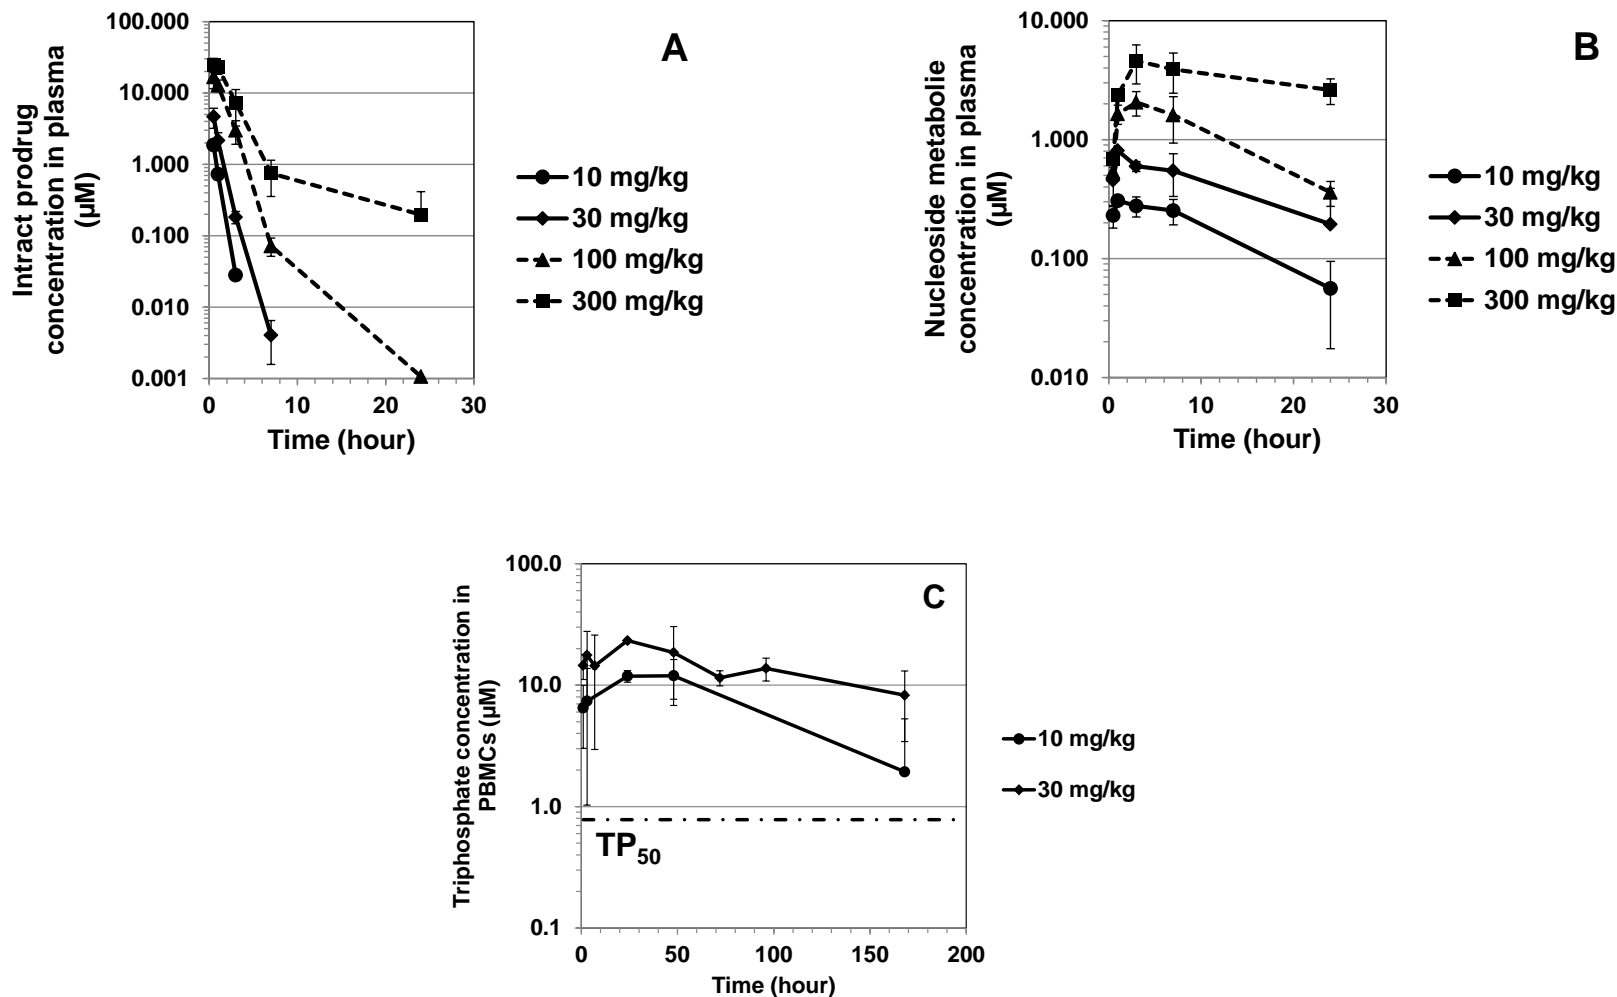 A
Intract prodrug
concentration in plasma
(µM)
100.000
10.000
1.000
0.100
0.010
0.001
0 10 20 30
Time (hour)
10 mg/kg
30 mg/kg
100 mg/kg
300 mg/kg
B
Nucleoside metabolie
concentration in plasma
(µM)
10.000
1.000
0.100
0.010
0 10 20 30
Time (hour)
10 mg/kg
30 mg/kg
100 mg/kg
300 mg/kg
C
Triphosphate concentration in
PBMCs (µM)
100.0
10.0
1.0
0.1
TP50
0 50 100 150 200
Time (hour)
10 mg/kg
30 mg/kg